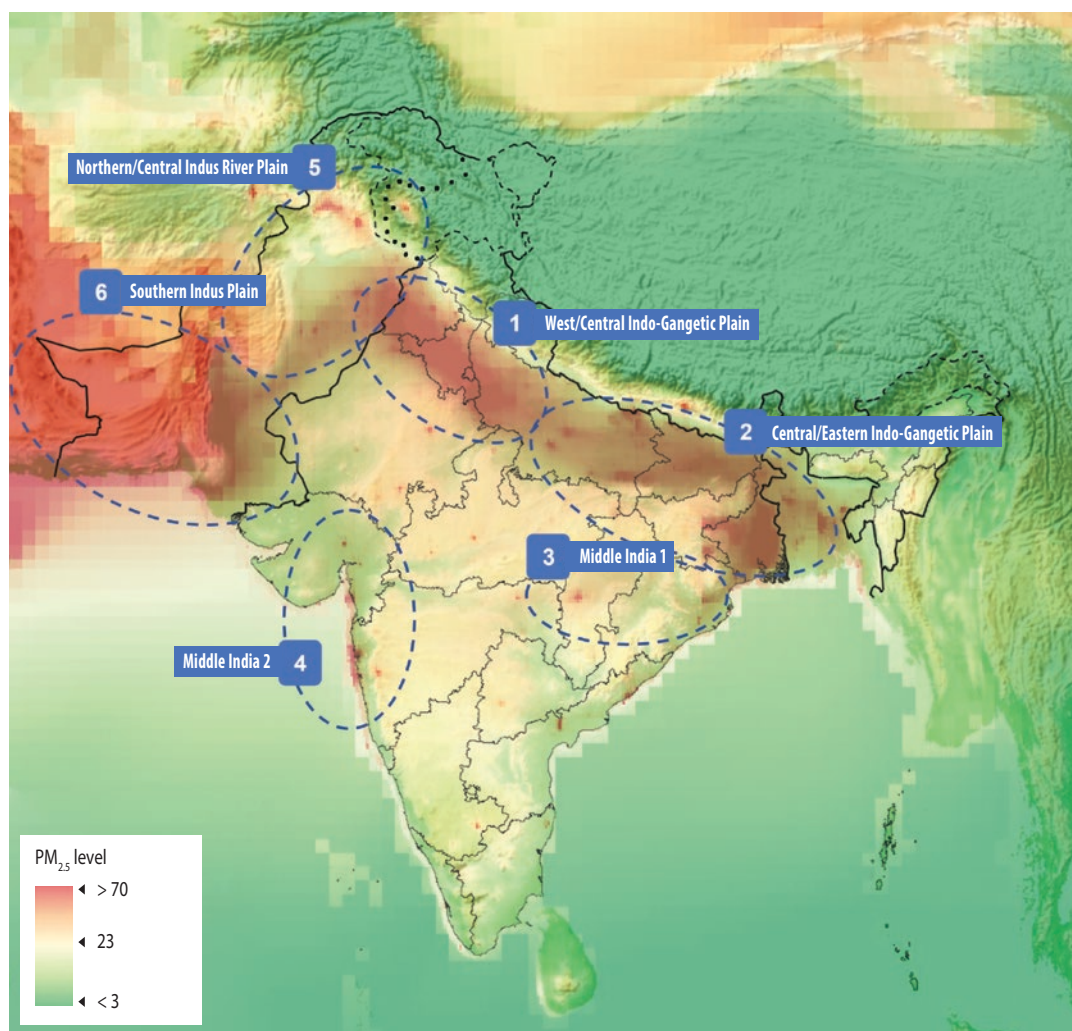 Northern/Central Indus River Plain 5
6 Southern Indus Plain
1 West/Central Indo-Gangetic Plain
2 Central/Eastern Indo-Gangetic Plain
3 Middle India 1
Middle India 2 4
PM2.5 level
> 70
23
< 3